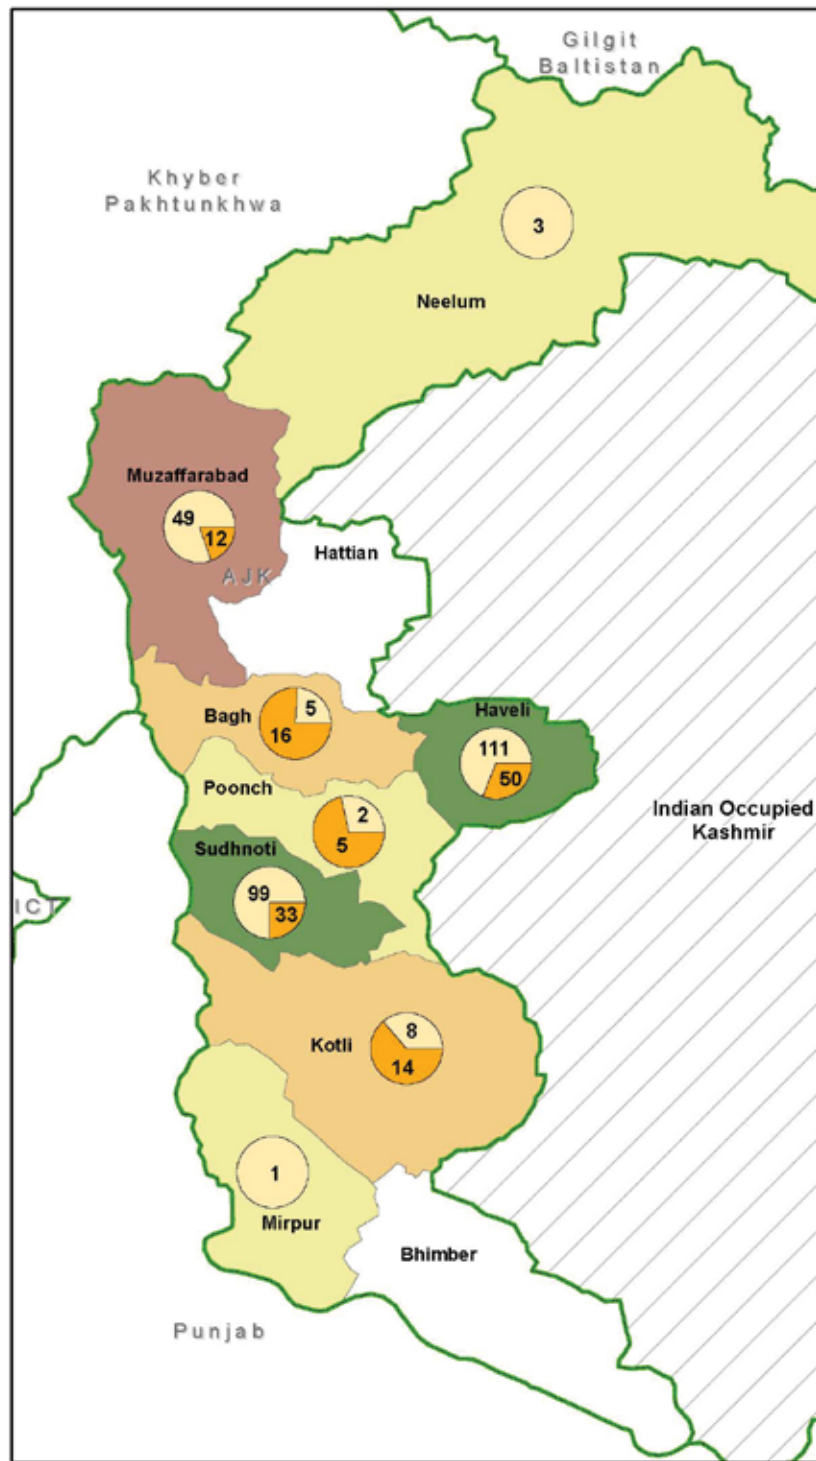 Gilgit
Baltistan
Khyber
Pakhtunkhwa
3
Neelum
Muzaffarabad
49
12
Hattian
AJK
Haveli
5
Bagh
16
111
50
Poonch
2
5
Indian Occupied
Kashmir
Sudhnoti
99
33
ICT
8
Kotli
14
1
Mirpur
Bhimber
Punjab